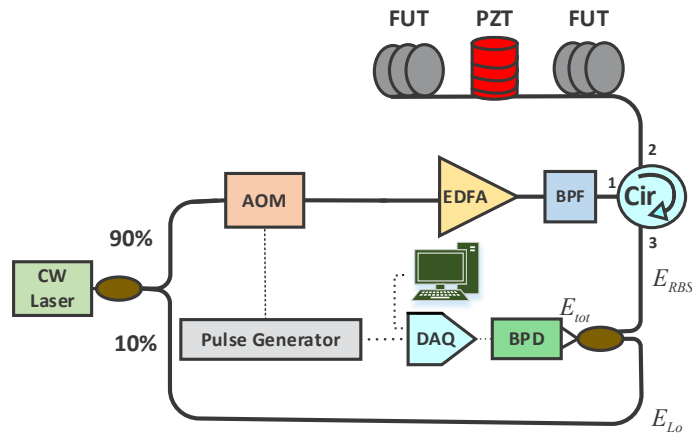 FUT PZT FUT
2
1
Cir
3
AOM
EDFA
BPF
90%
CW
Laser
10%
E_RBS
E_tot
Pulse Generator
DAQ
BPD
E_Lo